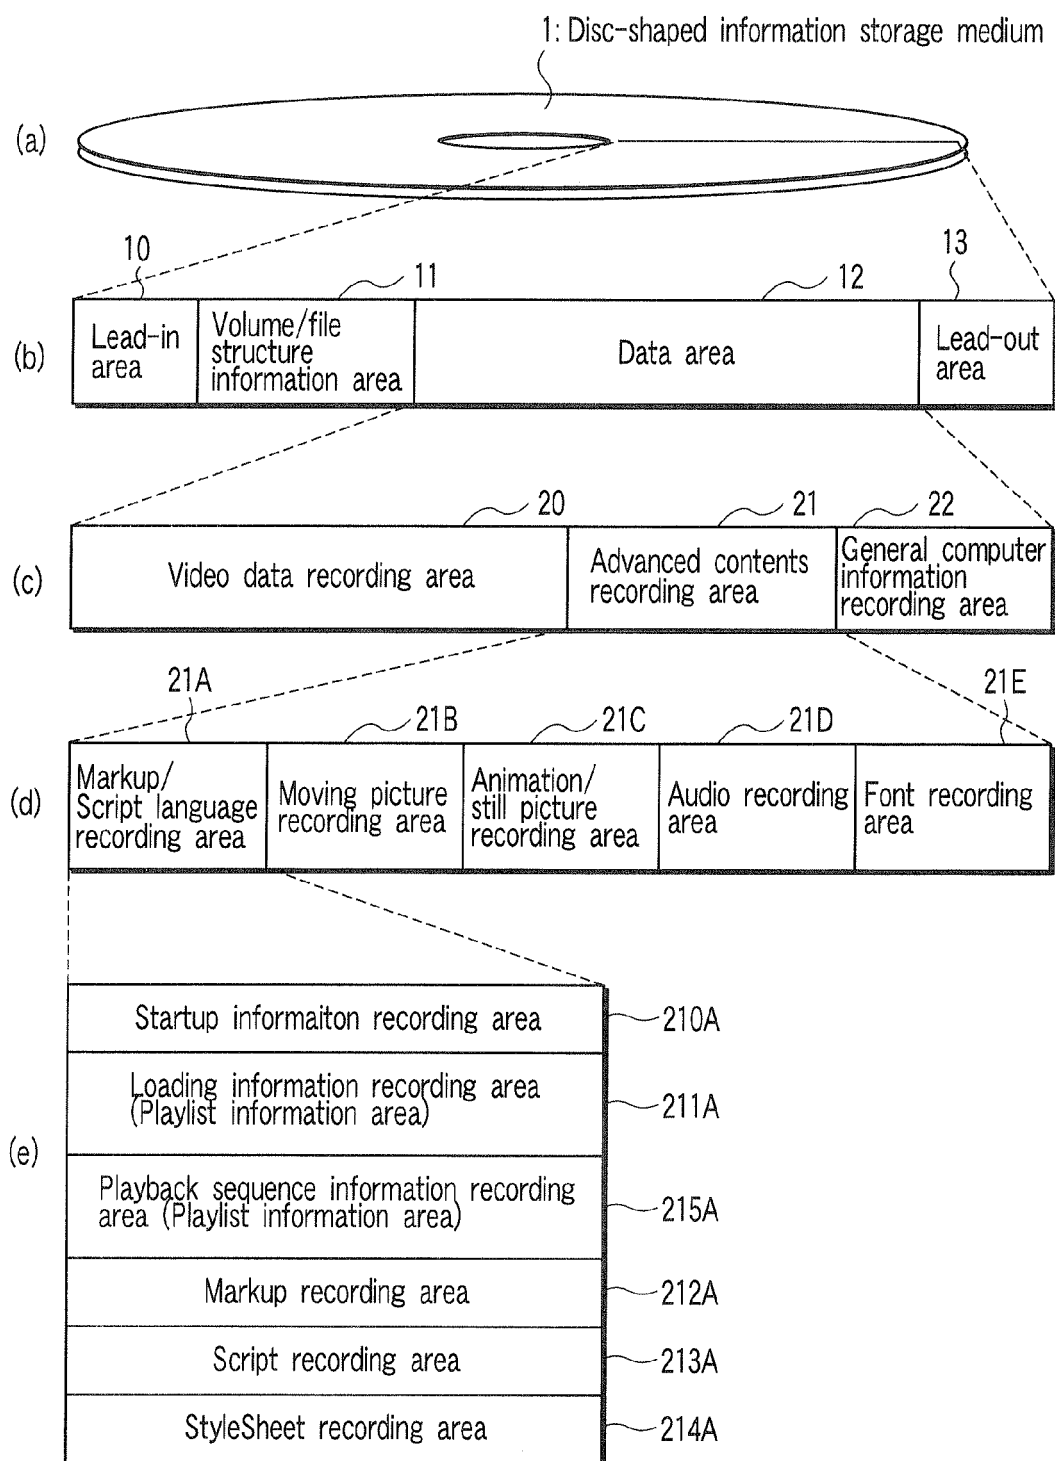 1: Disc-shaped information storage medium
(a)
10
11
12
13
(b)
Lead-in
area
Volume/file
structure
information area
Data area
Lead-out
area
20
21
22
(c)
Video data recording area
Advanced contents
recording area
General computer
information
recording area
21A
21B
21C
21D
21E
(d)
Markup/
Script language
recording area
Moving picture
recording area
Animation/
still picture
recording area
Audio recording
area
Font recording
area
(e)
Startup informaiton recording area
210A
Loading information recording area
(Playlist information area)
211A
Playback sequence information recording
area (Playlist information area)
215A
Markup recording area
212A
Script recording area
213A
StyleSheet recording area
214A